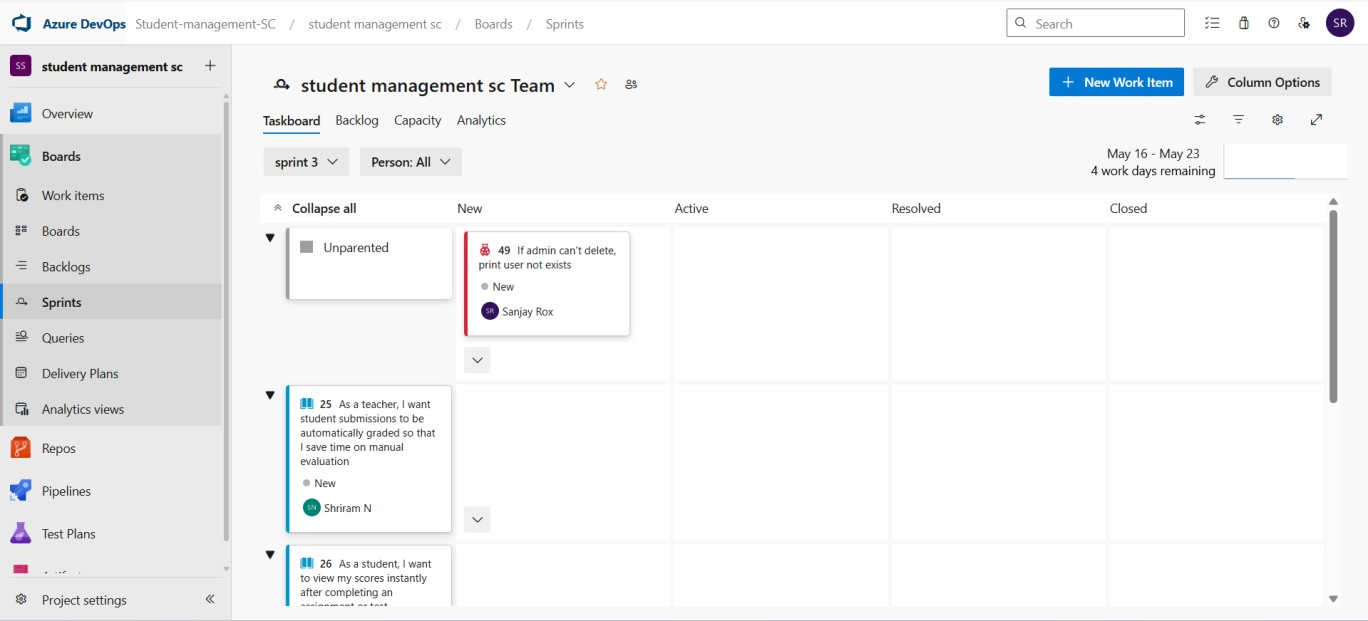 Azure DevOps Student-management-SC / student management sc / Boards / Sprints
Search
SR
SS student management sc
Overview
Boards
Work items
Boards
Backlogs
Sprints
Queries
Delivery Plans
Analytics views
Repos
Pipelines
Test Plans
Project settings
student management sc Team
New Work Item
Column Options
Taskboard Backlog Capacity Analytics
sprint 3
Person: All
May 16 - May 23
4 work days remaining
Collapse all New Active Resolved Closed
Unparented
49 If admin can't delete,
print user not exists
New
SR Sanjay Rox
25 As a teacher, I want
student submissions to be
automatically graded so that
I save time on manual
evaluation
New
SN Shriram N
26 As a student, I want
to view my scores instantly
after completing an
assignment or test